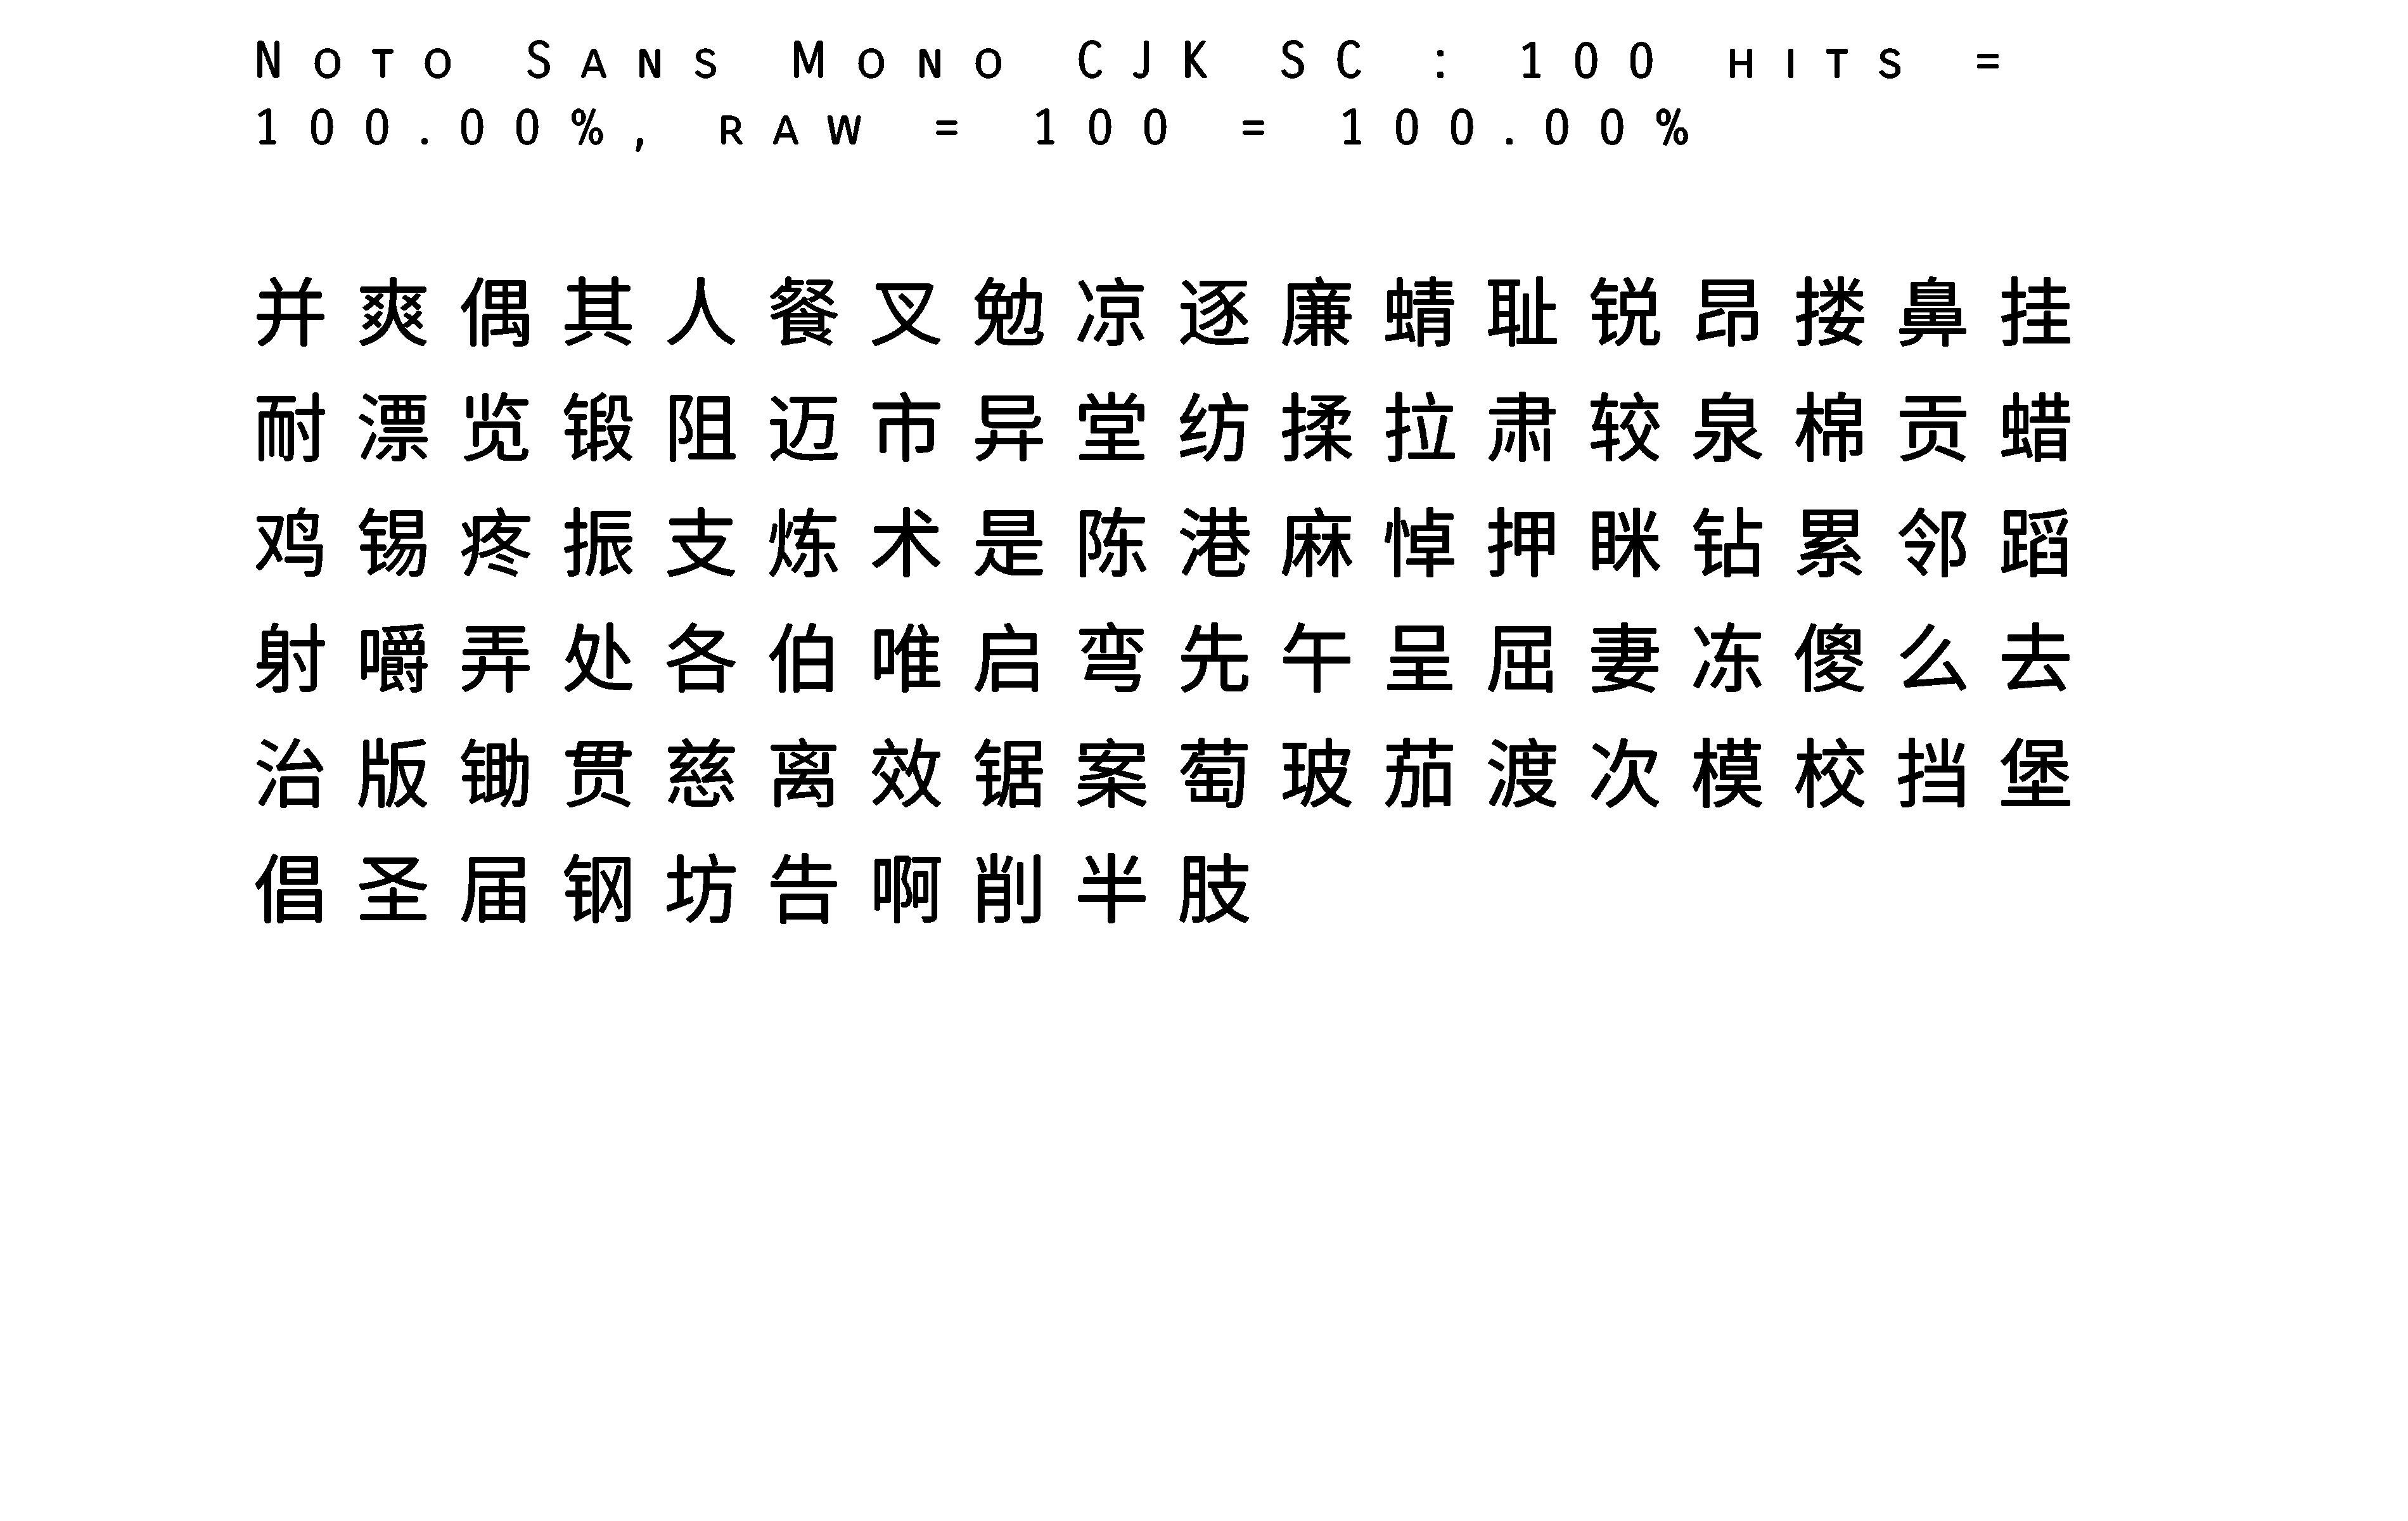 Noto Sans Mono CJK SC : 100 hits =
100.00%, raw = 100 = 100.00%
并爽偶其人餐叉勉凉逐廉蜻耻锐昂搂鼻挂
耐漂览锻阻迈市异堂纺揉拉肃较泉棉贡蜡
鸡锡疼振支炼术是陈港麻悼押眯钻累邻蹈
射嚼弄处各伯唯启弯先午呈屈妻冻傻么去
治版锄贯慈离效锯案萄玻茄渡次模校挡堡
倡圣届钢坊告啊削半肢